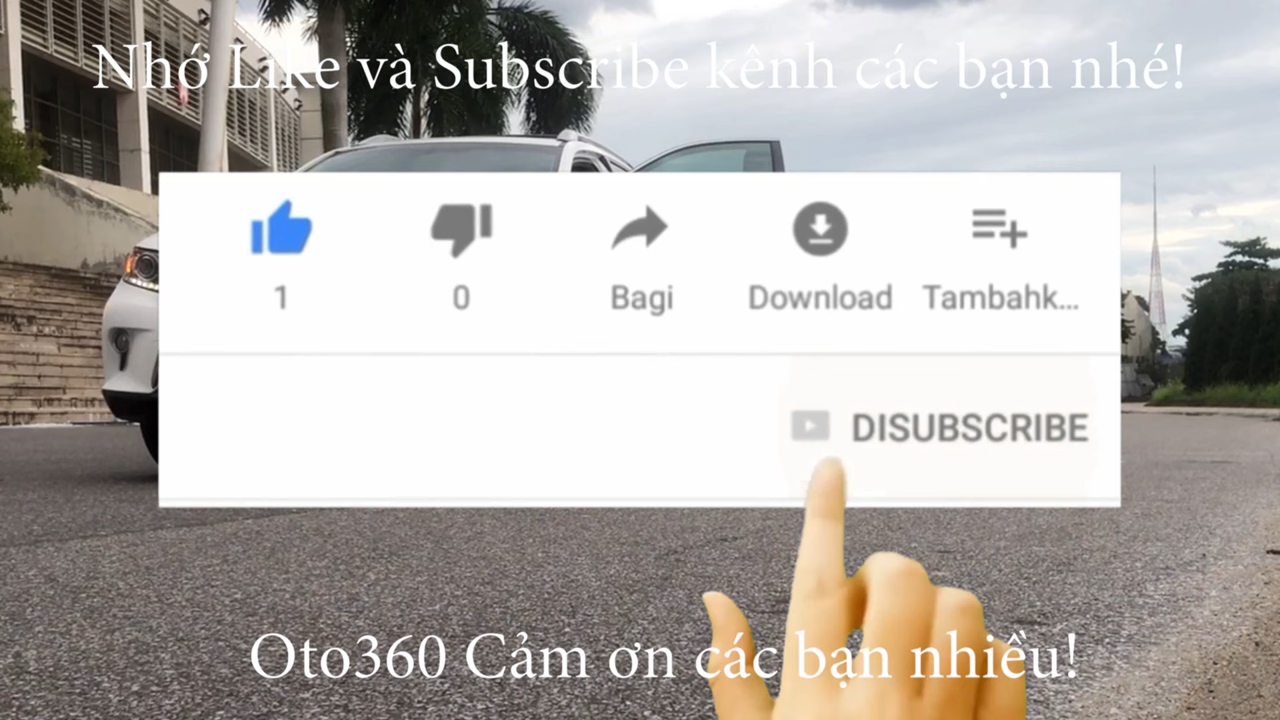 Nhớ Like và Subscribe kênh các bạn nhé!
1
0
Bagi
Download
Tambahk...
DISUBSCRIBE
Oto360 Cảm ơn các bạn nhiều!